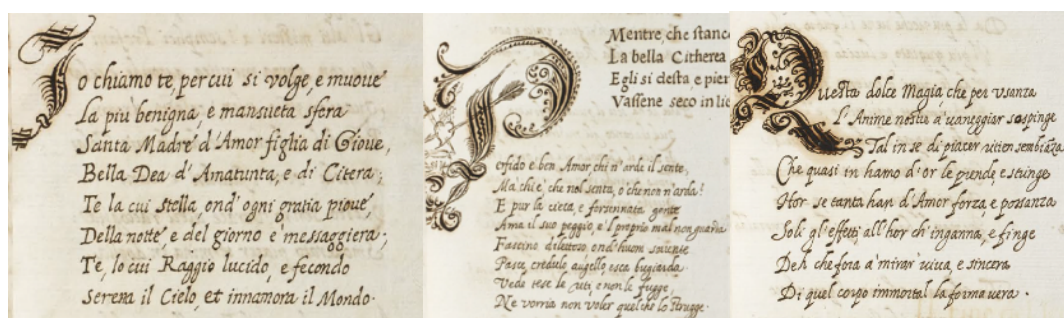 Io chiamo te, per cui si volge, e muoue
La più benigna e mansueta sfera
Santa Madre d'Amor figlia di Gioue,
Bella Dea d'Amatunta, e di Citera;
Te la cui stella, ond'ogni gratia pioue,
Della notte, e del giorno è messaggiera;
Te, lo cui Raggio lucido, e fecondo
Serena il Cielo, et innamora il Mondo.
Mentre, che stanc
La bella Citherea
Egli si desta, e pien
Vassene seco in lie
Perfido è ben Amor, chi n'arde il sente,
Ma chi è che nol senta, o che non n'arda?
E pur la cieca, e forsennata gente
Ama il suo peggio, e'l proprio mal non guarda
Fascino dilettoso, ond'huom souente
Pasce, credulo augello, esca bugiarda
Vede tese le reti, e non le fugge,
Ne vorria non voler quel che lo strugge.
Questa dolce Magia, che per vsanza
L'Anime nostre à vaneggiar sospinge
Tal in se di piacer ritien sembianza
Che quasi in hamo d'or le prende, e stringe
Hor se tanta han d'Amor forza, e possanza
Soli gl'effetti all'hor ch'inganna, e finge
Deh che fora à mirar viua, e sincera
Di quel corpo immortal la forma uera.